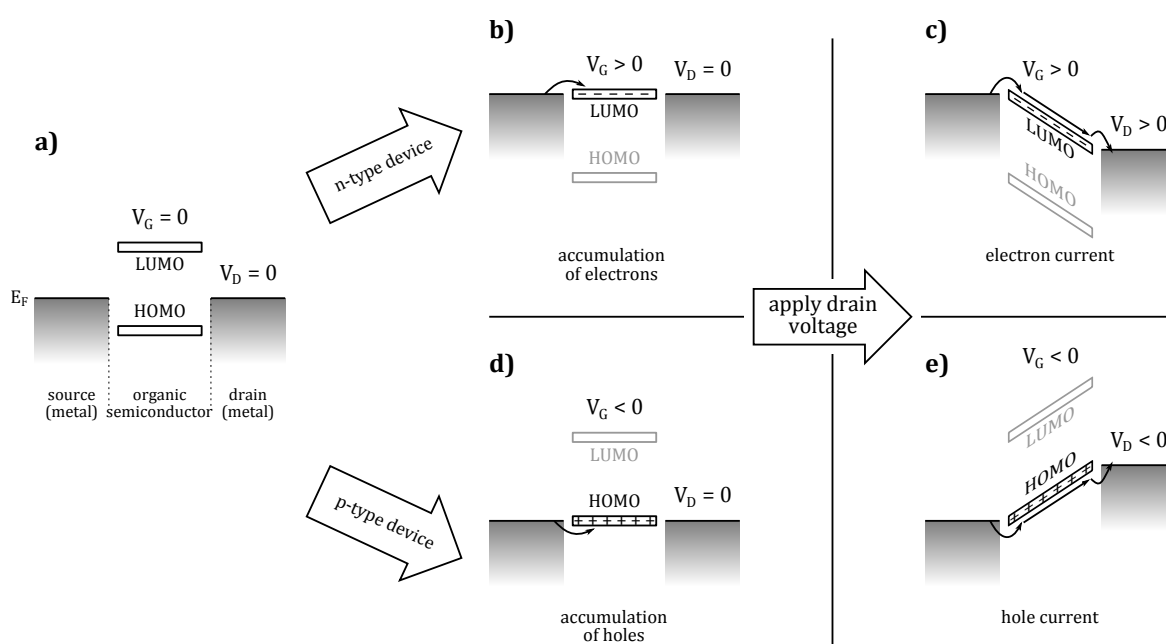 a)
V_G = 0
LUMO
V_D = 0
E_F
HOMO
source
(metal)
organic
semiconductor
drain
(metal)
n-type device
p-type device
b)
V_G > 0
V_D = 0
LUMO
HOMO
accumulation
of electrons
c)
V_G > 0
V_D > 0
LUMO
HOMO
electron current
apply drain
voltage
d)
V_G < 0
LUMO
HOMO
V_D = 0
accumulation
of holes
e)
V_G < 0
LUMO
V_D < 0
HOMO
hole current